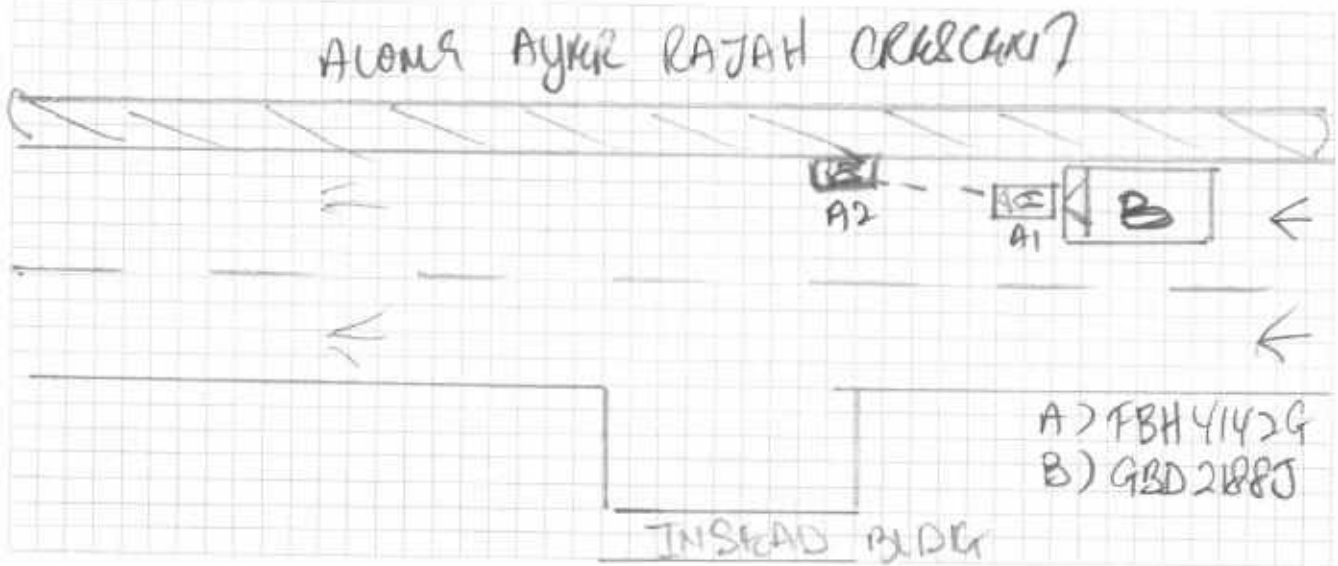 ALONG AYER RAJAH CRESCENT
A2
A1
B
A) FBH4142G
B) GBD2188J
INSEAD BLDG